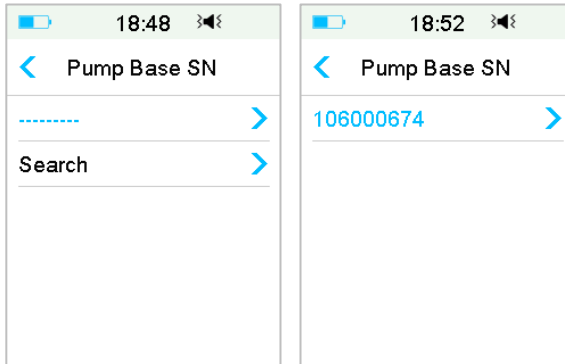 18:48
Pump Base SN
---------
Search
18:52
Pump Base SN
106000674